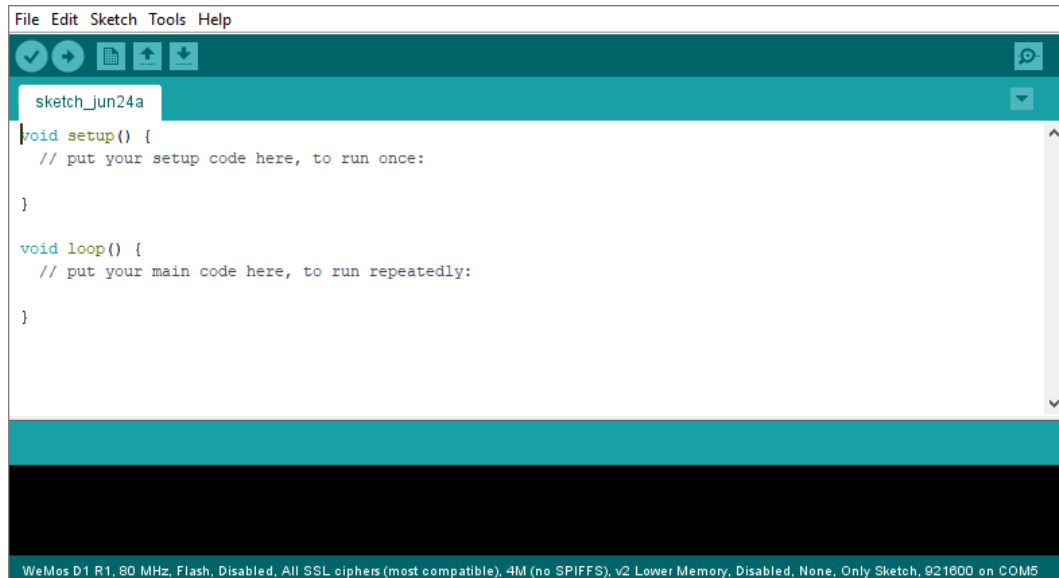 File Edit Sketch Tools Help
sketch_jun24a
void setup() {
  // put your setup code here, to run once:
}
void loop() {
  // put your main code here, to run repeatedly:
}
WeMos D1 R1, 80 MHz, Flash, Disabled, All SSL ciphers (most compatible), 4M (no SPIFFS), v2 Lower Memory, Disabled, None, Only Sketch, 921600 on COM5